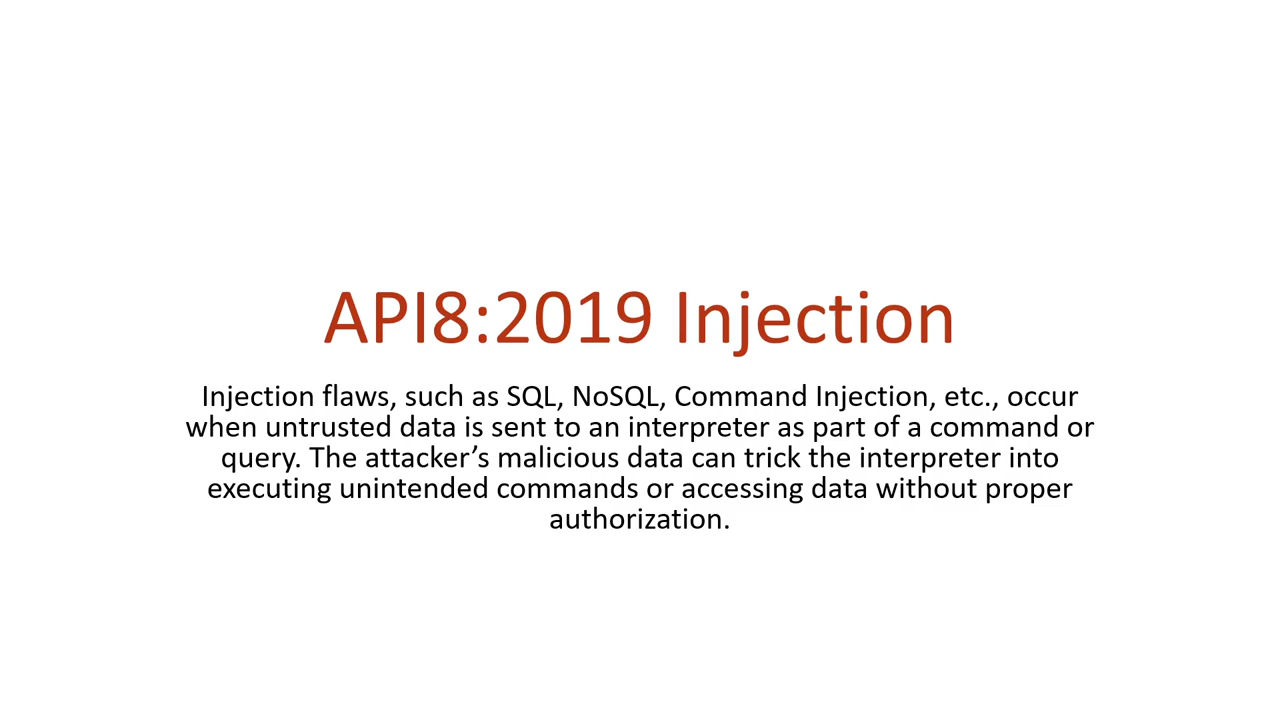 API8:2019 Injection
Injection flaws, such as SQL, NoSQL, Command Injection, etc., occur
when untrusted data is sent to an interpreter as part of a command or
query. The attacker’s malicious data can trick the interpreter into
executing unintended commands or accessing data without proper
authorization.